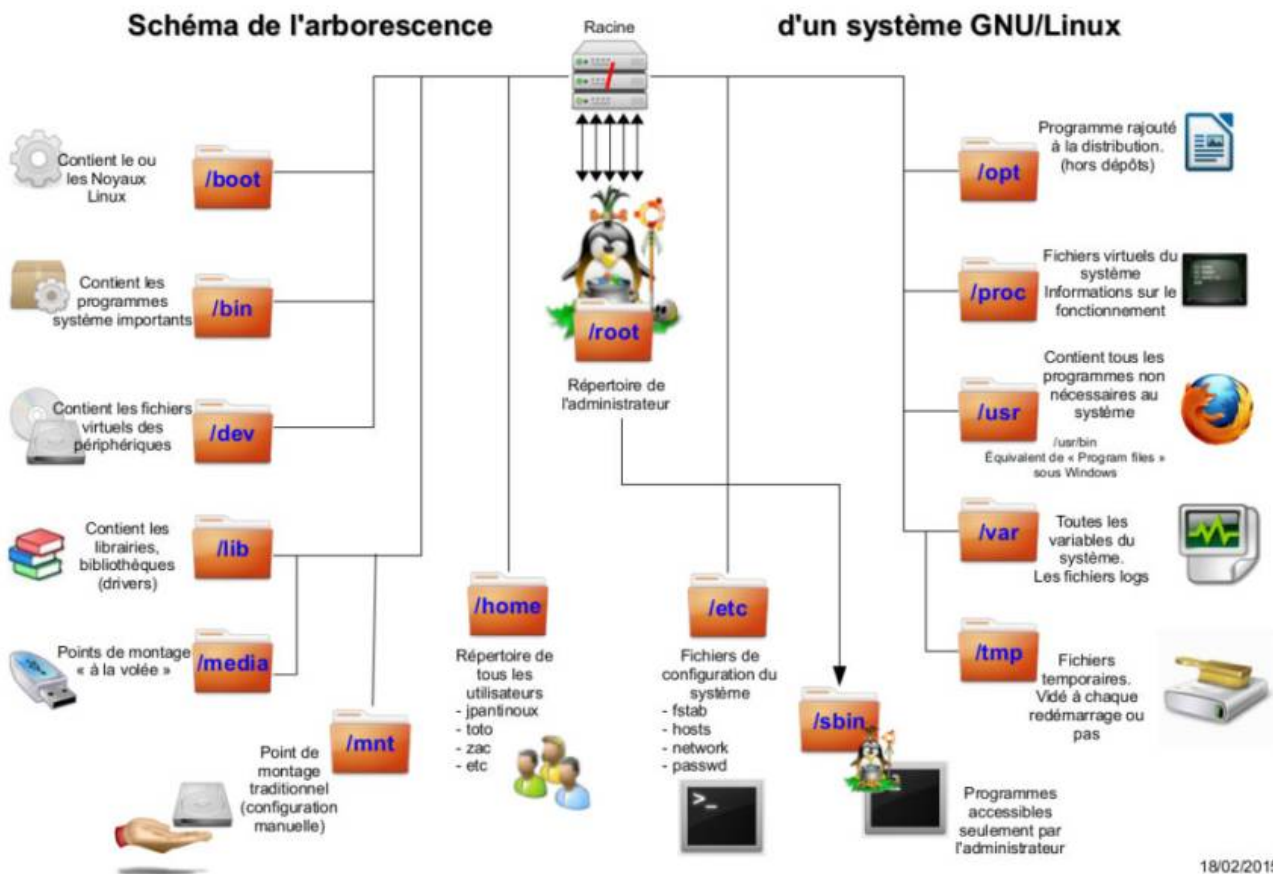 Schéma de l'arborescence
Racine
d'un système GNU/Linux
Contient le ou
les Noyaux
Linux
/boot
Contient les
programmes
système importants
/bin
Contient les fichiers
virtuels des
périphériques
/dev
Contient les
librairies,
bibliothèques
(drivers)
/lib
Points de montage
« à la volée »
/media
Point de
montage
traditionnel
(configuration
manuelle)
/mnt
/root
Répertoire de
l'administrateur
/home
Répertoire de
tous les
utilisateurs
- jpantinoux
- toto
- zac
- etc
/etc
Fichiers de
configuration du
système
- fstab
- hosts
- network
- passwd
>_
/sbin
Programmes
accessibles
seulement par
l'administrateur
/opt
Programme rajouté
à la distribution.
(hors dépôts)
/proc
Fichiers virtuels du
système
Informations sur le
fonctionnement
/usr
Contient tous les
programmes non
nécessaires au
système
/usr/bin
Équivalent de « Program files »
sous Windows
/var
Toutes les
variables du
système.
Les fichiers logs
/tmp
Fichiers
temporaires.
Vidé à chaque
redémarrage ou
pas
18/02/2015